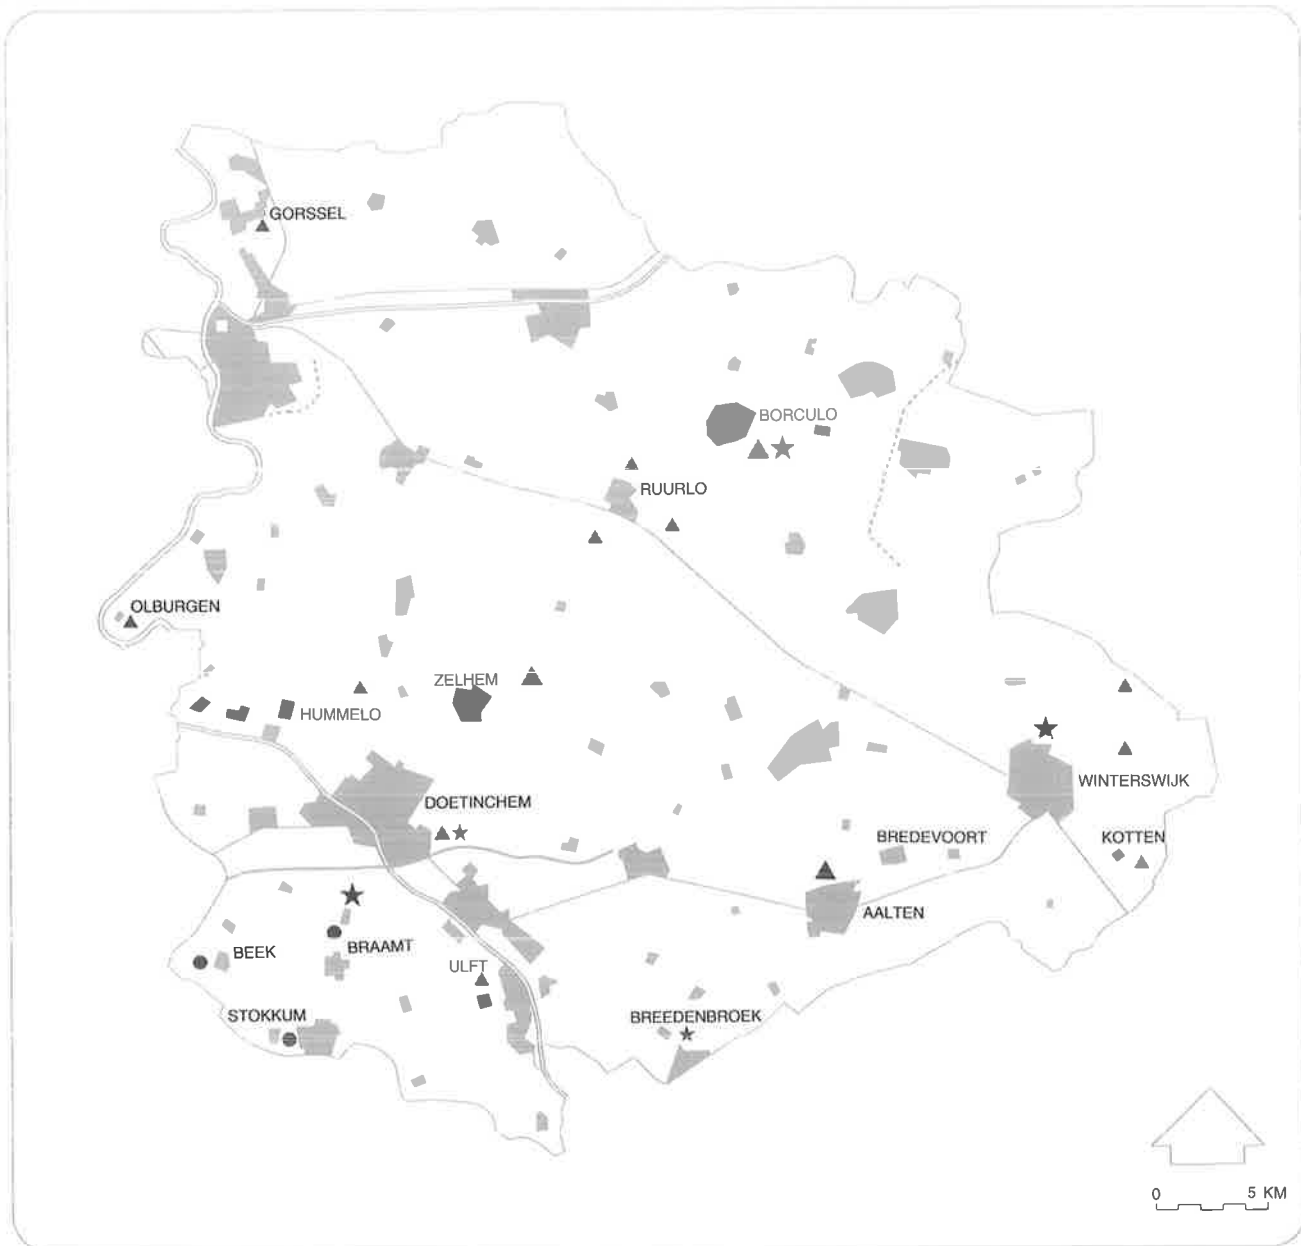 GORSSEL
BORCULO
RUURLO
OLBURGEN
ZELHEM
HUMMELO
WINTERSWIJK
DOETINCHEM
BREDEVOORT
KOTTEN
AALTEN
BEEK
BRAAMT
ULFT
STOKKUM
BREEDENBROEK
0 5 KM